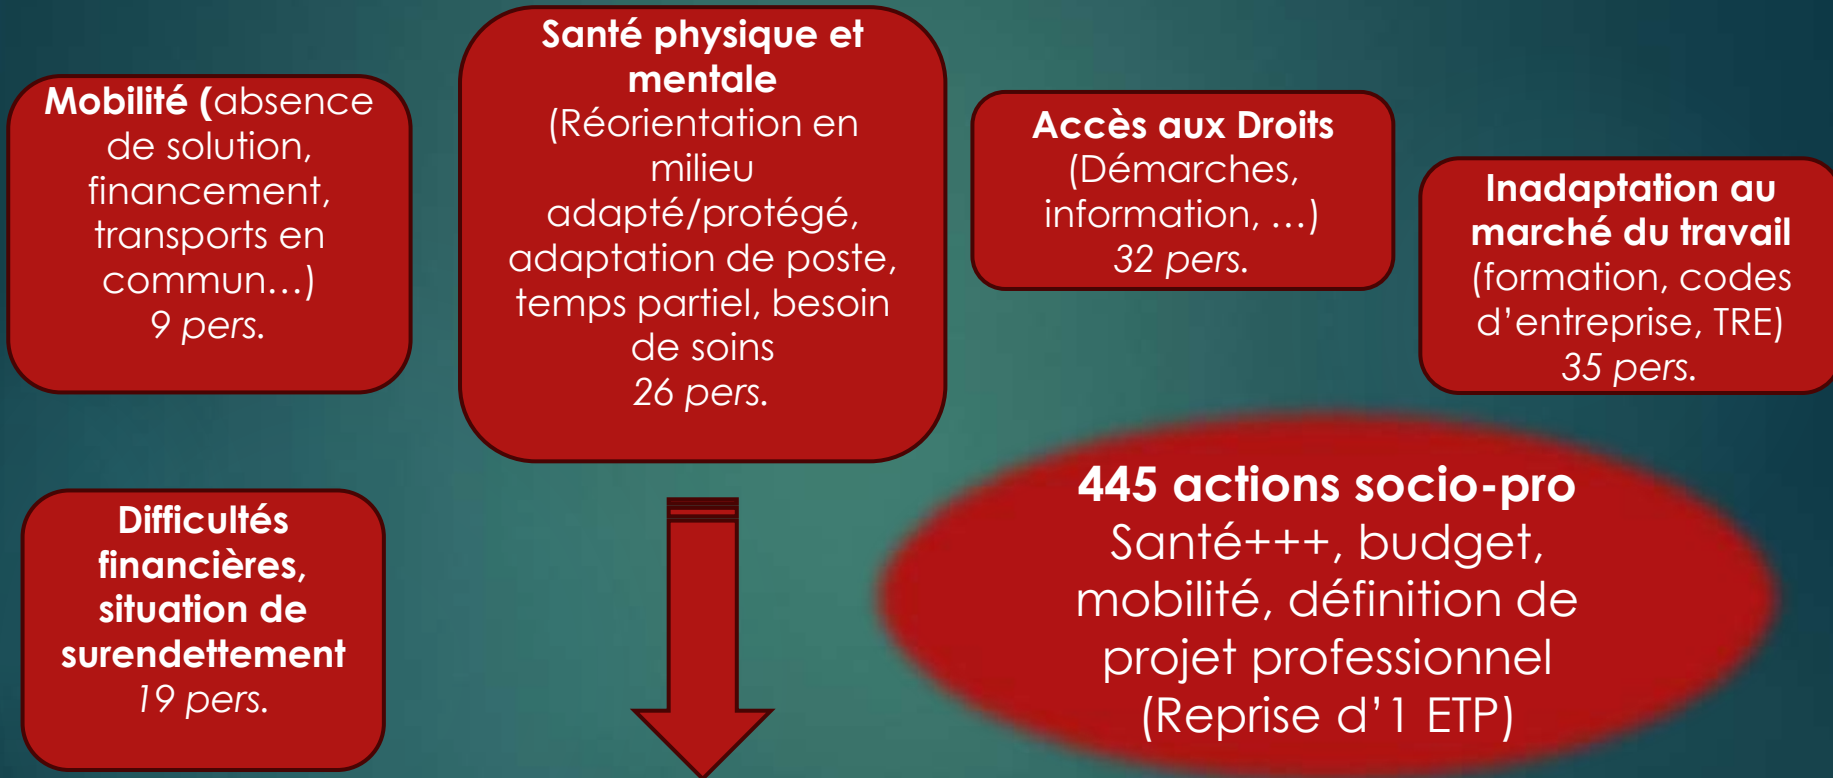 Mobilité (absence
de solution,
financement,
transports en
commun…)
9 pers.
Santé physique et
mentale
(Réorientation en
milieu
adapté/protégé,
adaptation de poste,
temps partiel, besoin
de soins
26 pers.
Accès aux Droits
(Démarches,
information, …)
32 pers.
Inadaptation au
marché du travail
(formation, codes
d’entreprise, TRE)
35 pers.
Difficultés
financières,
situation de
surendettement
19 pers.
445 actions socio-pro
Santé+++, budget,
mobilité, définition de
projet professionnel
(Reprise d’1 ETP)